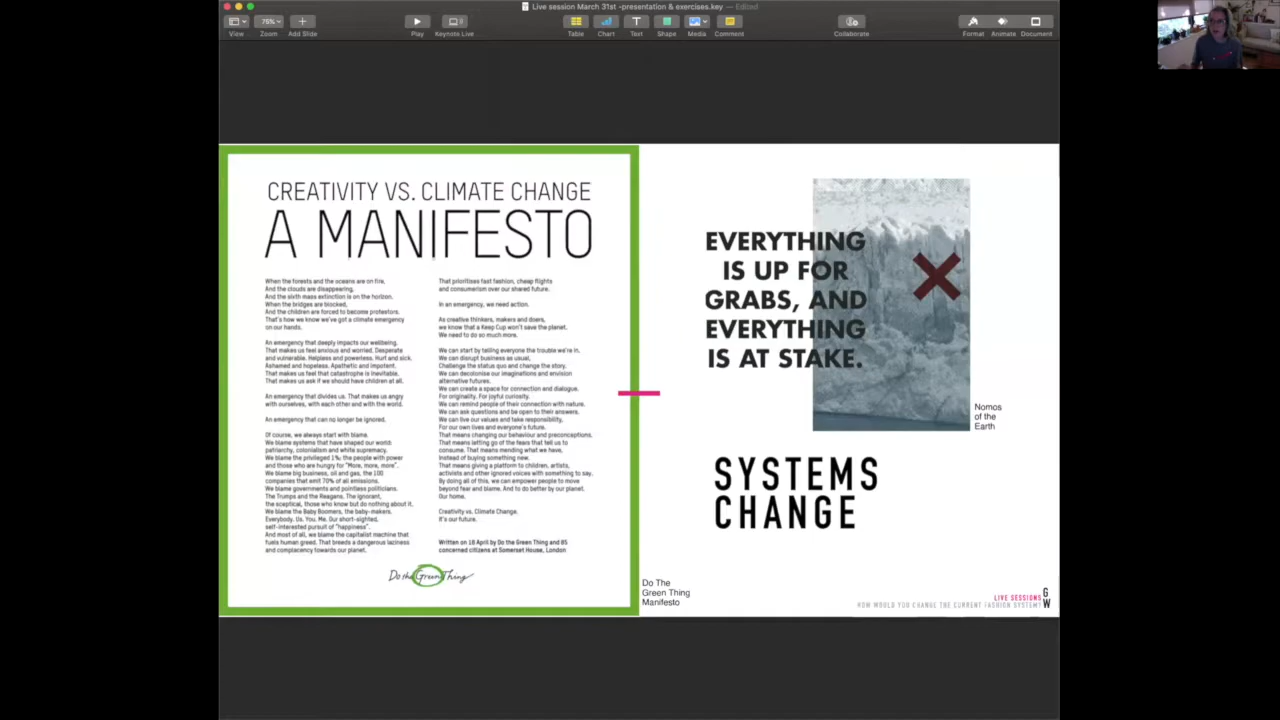 Live session March 31st -presentation & exercises.key — Edited
75%
View
Zoom
Add Slide
Play
Keynote Live
Table
Chart
Text
Shape
Media
Comment
Collaborate
Format
Animate
Document
CREATIVITY VS. CLIMATE CHANGE
A MANIFESTO
When the forests and the oceans are on fire,
And the clouds are disappearing,
And the sixth mass extinction is on the horizon.
When the bridges are blocked,
And the children are forced to become protestors.
That's how we know we've got a climate emergency
on our hands.
An emergency that deeply impacts our wellbeing.
That makes us feel anxious and worried. Desperate
and vulnerable. Helpless and powerless. Hurt and sick.
Ashamed and hopeless. Apathetic and impotent.
That makes us feel that catastrophe is inevitable.
That makes us ask if we should have children at all.
An emergency that divides us. That makes us angry
with ourselves, with each other and with the world.
An emergency that can no longer be ignored.
Of course, we always start with blame.
We blame systems that have shaped our world:
patriarchy, colonialism and white supremacy.
We blame the privileged 1%; the people with power
and those who are hungry for "More, more, more".
We blame big business, oil and gas, the 100
companies that emit 70% of all emissions.
We blame governments and pointless politicians.
The Trumps and the Reagans. The ignorant,
the sceptical, those who know but do nothing about it.
We blame the Baby Boomers, the baby-makers.
Everybody. Us. You. Me. Our short-sighted,
self-interested pursuit of "happiness".
And most of all, we blame the capitalist machine that
fuels human greed. That breeds a dangerous laziness
and complacency towards our planet.
That prioritises fast fashion, cheap flights
and consumerism over our shared future.
In an emergency, we need action.
As creative thinkers, makers and doers,
we know that a Keep Cup won't save the planet.
We need to do so much more.
We can start by telling everyone the trouble we're in.
We can disrupt business as usual,
Challenge the status quo and change the story.
We can decolonise our imaginations and envision
alternative futures.
We can create a space for connection and dialogue.
For originality. For joyful curiosity.
We can remind people of their connection with nature.
We can ask questions and be open to their answers.
We can live our values and take responsibility,
For our own lives and everyone's future.
That means changing our behaviour and preconceptions.
That means letting go of the fears that tell us to
consume. That means mending what we have,
Instead of buying something new.
That means giving a platform to children, artists,
activists and other ignored voices with something to say.
By doing all of this, we can empower people to move
beyond fear and blame. And to do better by our planet.
Our home.
Creativity vs. Climate Change.
It's our future.
Written on 18 April by Do the Green Thing and 85
concerned citizens at Somerset House, London
Do the Green Thing
Do The
Green Thing
Manifesto
EVERYTHING
IS UP FOR
GRABS, AND
EVERYTHING
IS AT STAKE.
Nomos
of the
Earth
SYSTEMS
CHANGE
LIVE SESSIONS
HOW WOULD YOU CHANGE THE CURRENT FASHION SYSTEM?
G
W